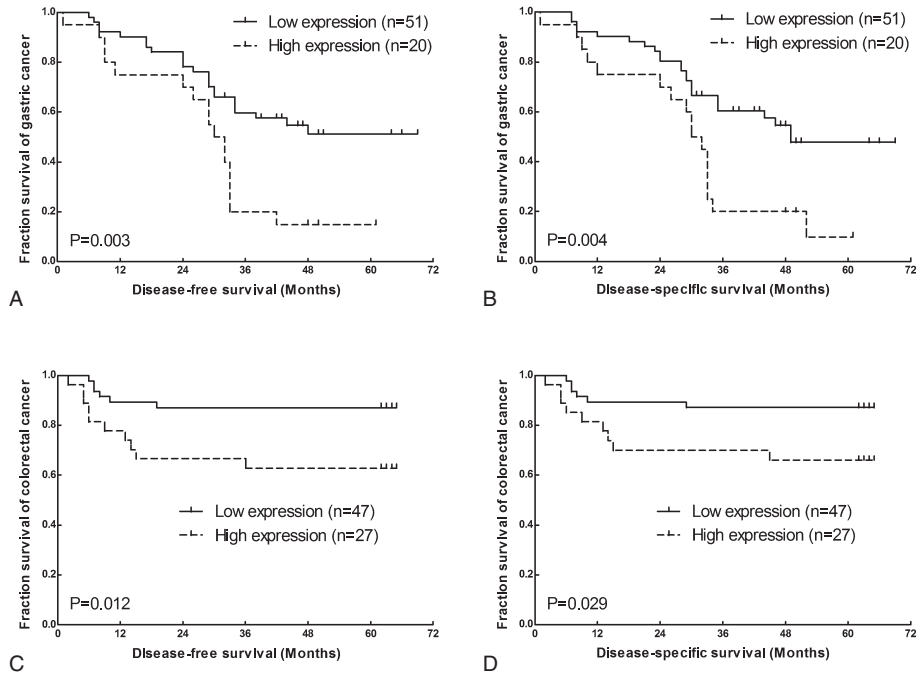 Fraction survival of gastric cancer
1.0
0.8
0.6
0.4
0.2
0.0
Low expression (n=51)
High expression (n=20)
P=0.003
0 12 24 36 48 60 72
Disease-free survival (Months)
A
Fraction survival of gastric cancer
1.0
0.8
0.6
0.4
0.2
0.0
Low expression (n=51)
High expression (n=20)
P=0.004
0 12 24 36 48 60 72
Disease-specific survival (Months)
B
Fraction survival of colorectal cancer
1.0
0.8
0.6
0.4
0.2
0.0
Low expression (n=47)
High expression (n=27)
P=0.012
0 12 24 36 48 60 72
Disease-free survival (Months)
C
Fraction survival of colorectal cancer
1.0
0.8
0.6
0.4
0.2
0.0
Low expression (n=47)
High expression (n=27)
P=0.029
0 12 24 36 48 60 72
Disease-specific survival (Months)
D